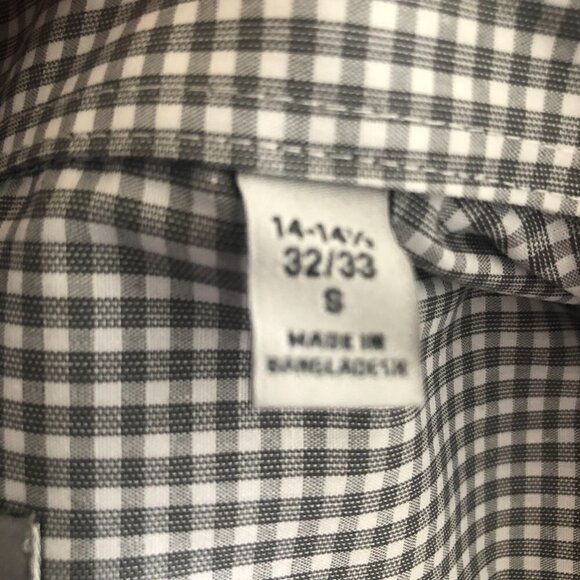 14-14½
32/33
S
MADE IN
BANGLADESH